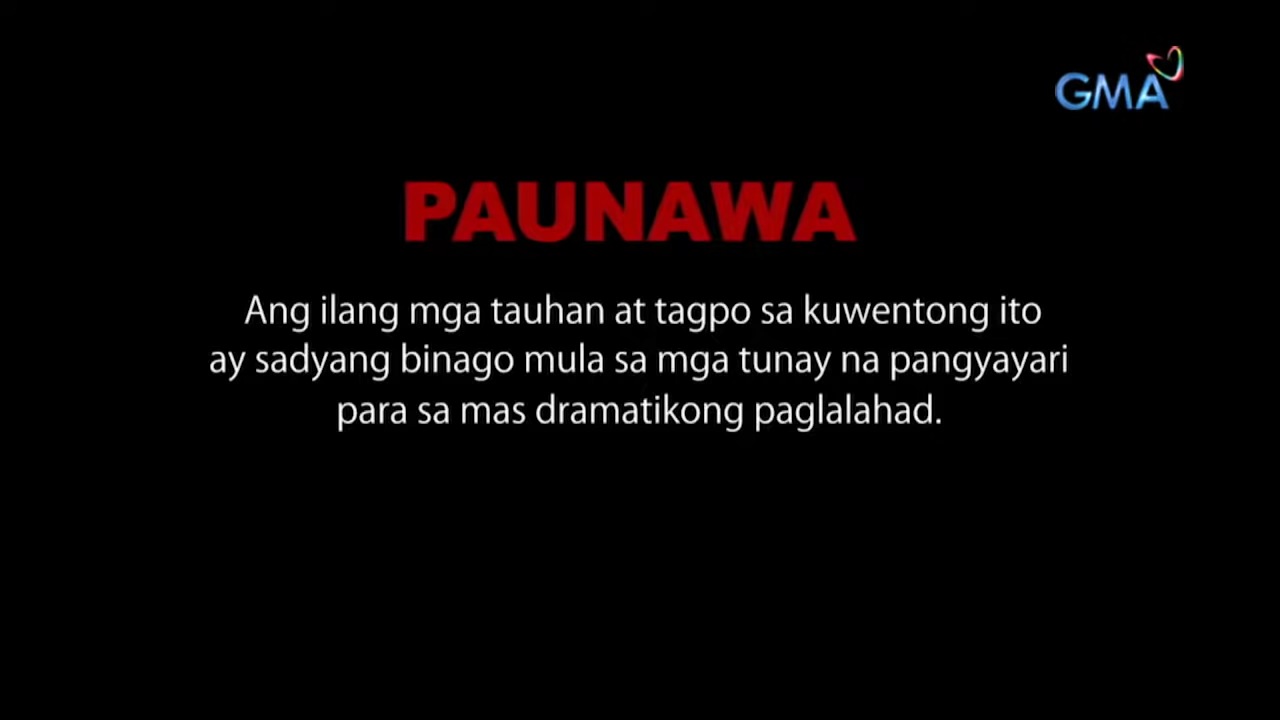 GMA
PAUNAWA
Ang ilang mga tauhan at tagpo sa kuwentong ito
ay sadyang binago mula sa mga tunay na pangyayari
para sa mas dramatikong paglalahad.